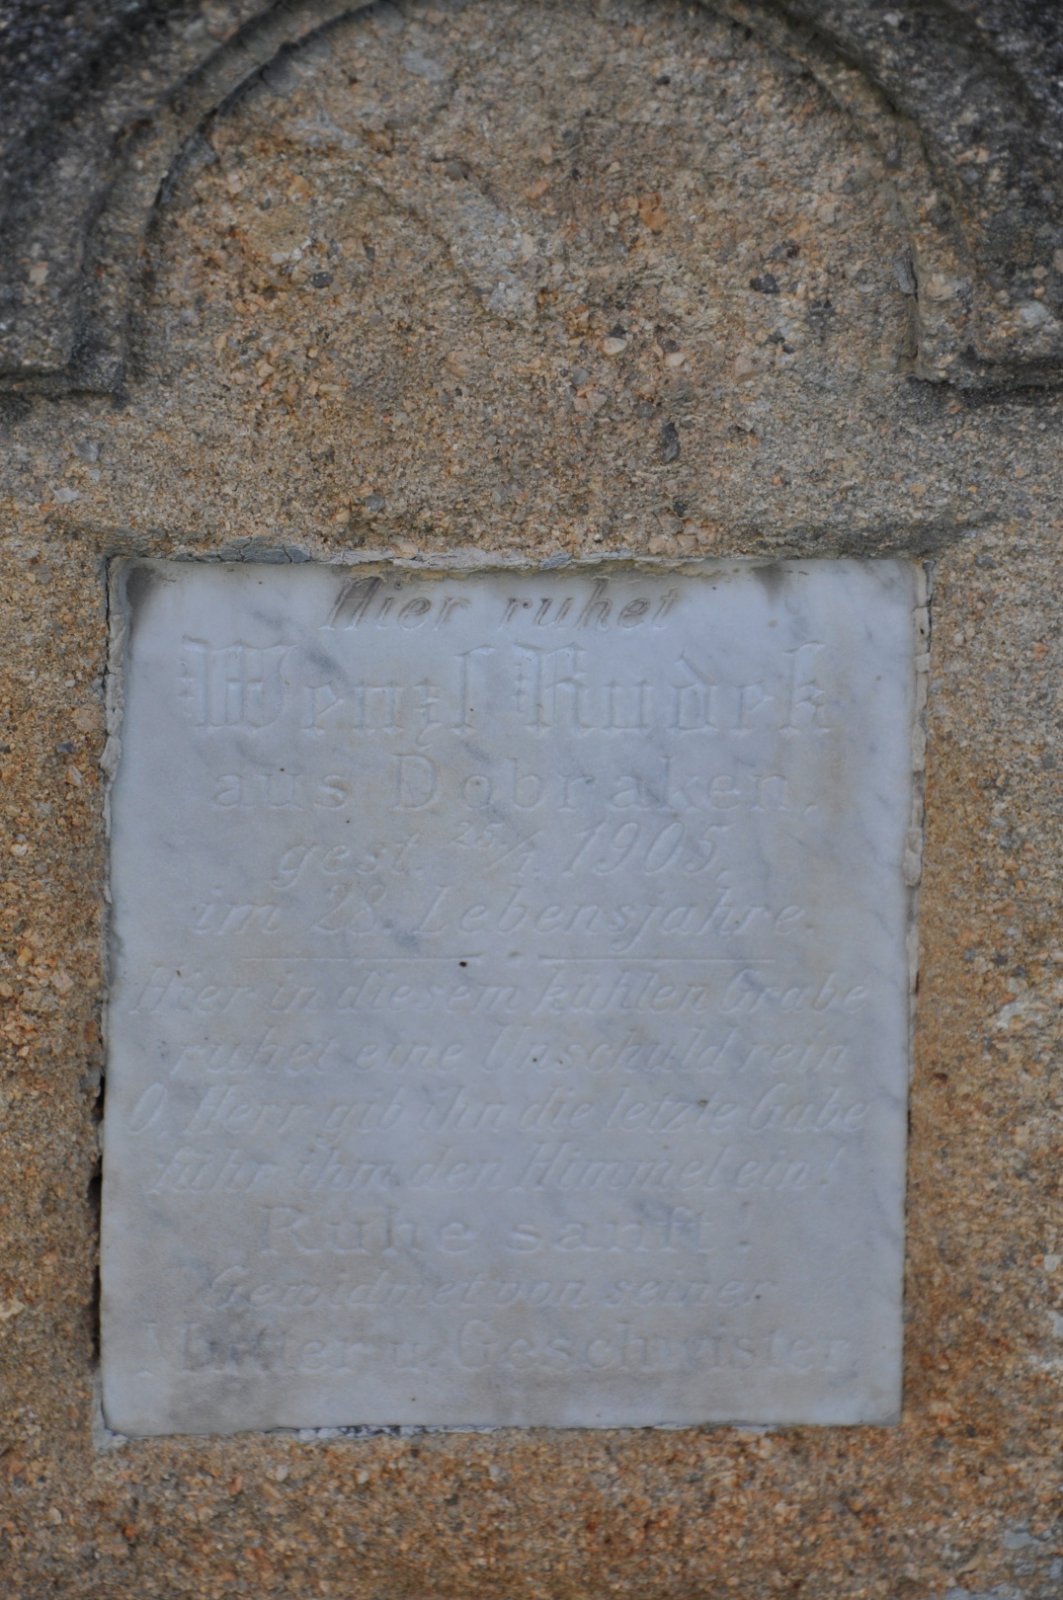 Hier ruhet
Wenzl Rudek
aus Dobraken,
gest. 25/1. 1905,
im 28. Lebensjahre.
Hier in diesem kühlen Grabe
ruhet eine Unschuld rein
O, Herr gib ihn die letzte Gabe
führ ihm den Himmel ein!
Ruhe sanft!
Gewidmet von seiner
Mutter u. Geschwister